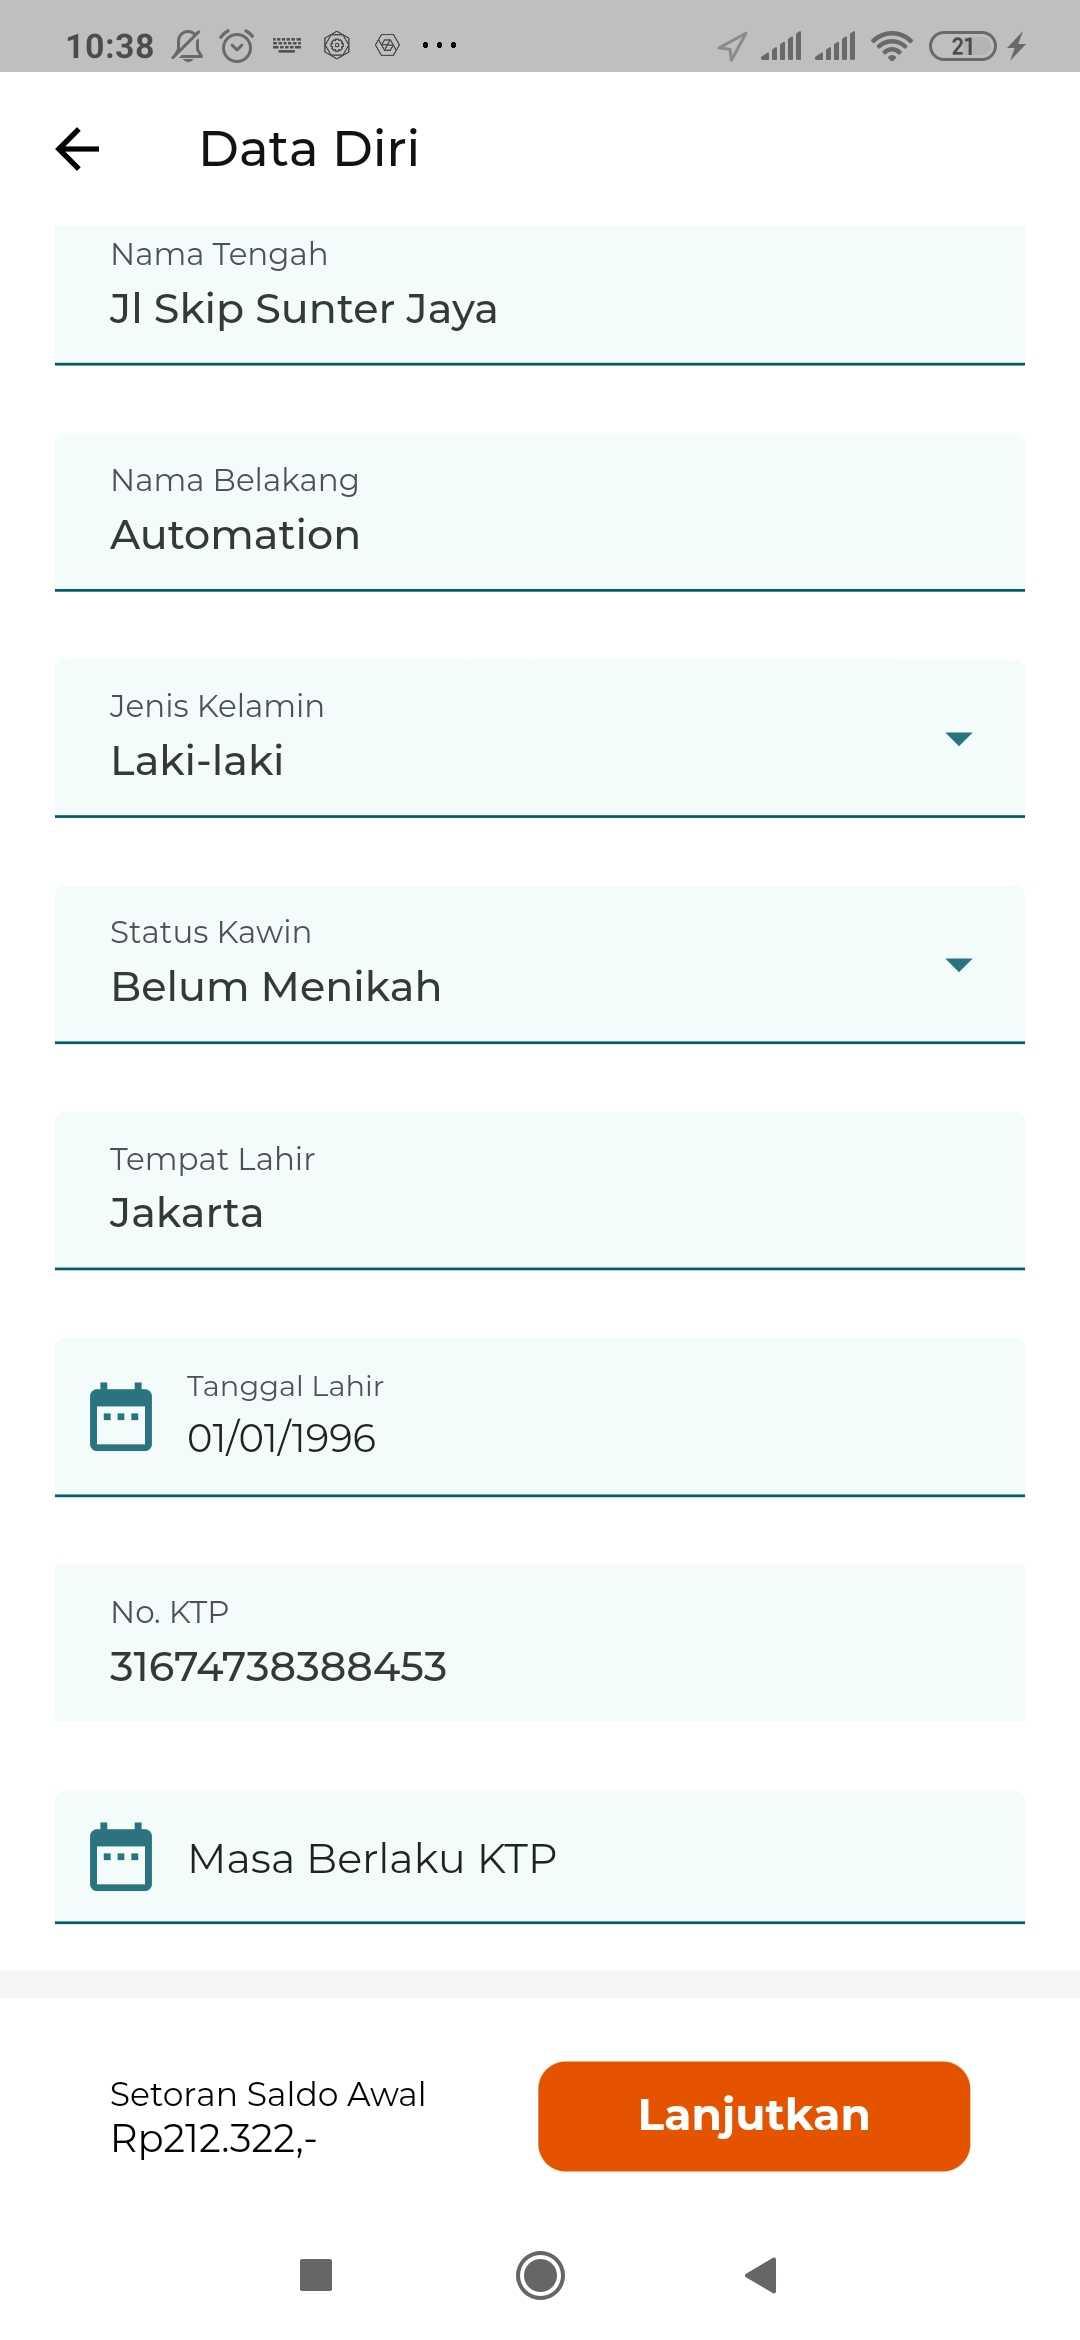 10:38
21
Data Diri
Nama Tengah
Jl Skip Sunter Jaya
Nama Belakang
Automation
Jenis Kelamin
Laki-laki
Status Kawin
Belum Menikah
Tempat Lahir
Jakarta
Tanggal Lahir
01/01/1996
No. KTP
31674738388453
Masa Berlaku KTP
Setoran Saldo Awal
Rp212.322,-
Lanjutkan